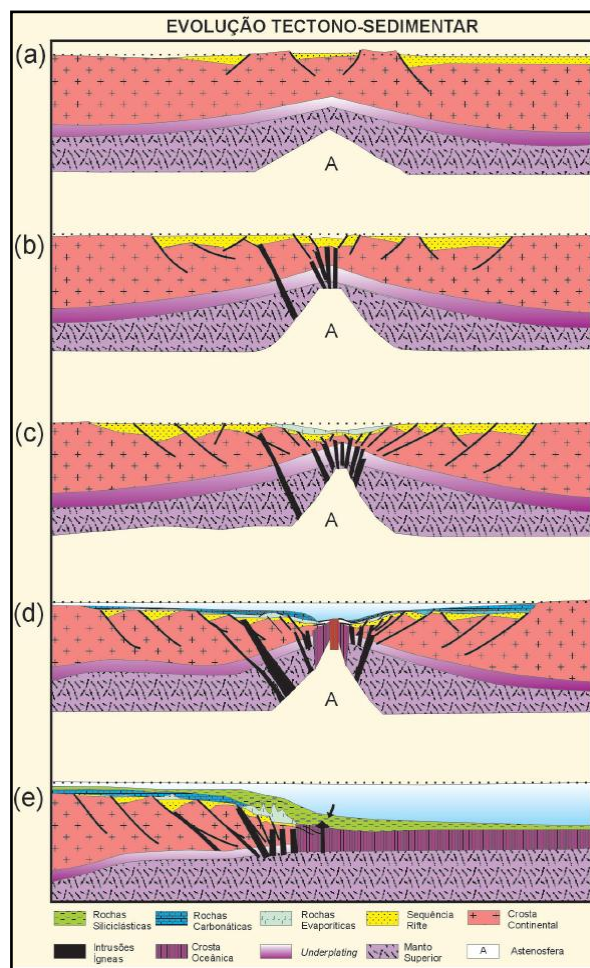 EVOLUÇÃO TECTONO-SEDIMENTAR
(a)
A
(b)
A
(c)
A
(d)
A
(e)
Rochas Siliciclásticas
Rochas Carbonáticas
Rochas Evaporíticas
Sequência Rifte
Crosta Continental
Intrusões Ígneas
Crosta Oceânica
Underplating
Manto Superior
A Astenosfera